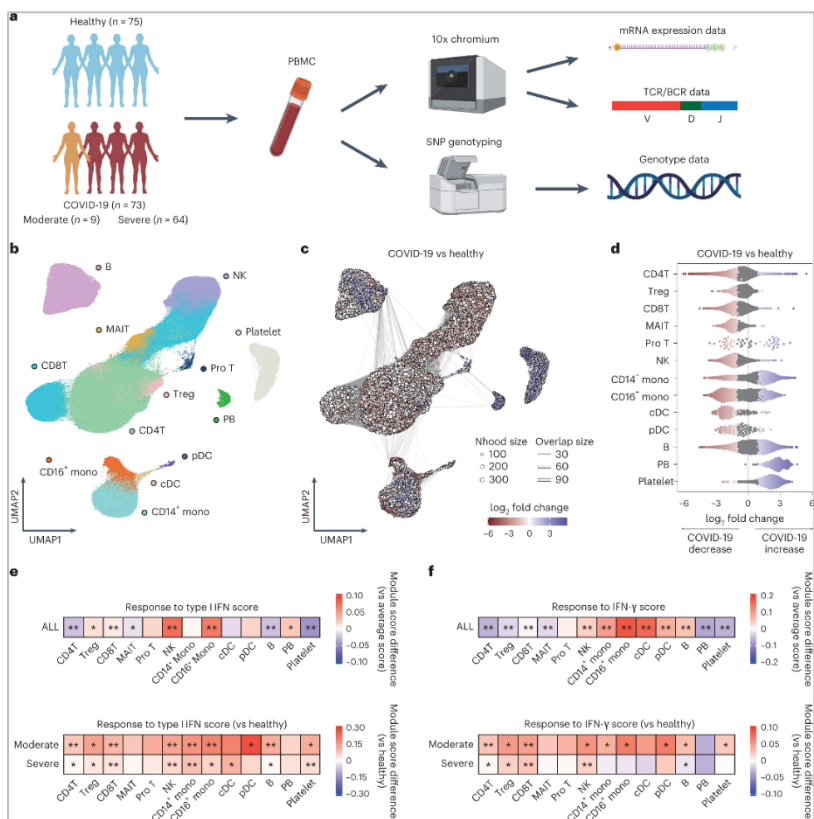 a
Healthy (n = 75)
COVID-19 (n = 73)
Moderate (n = 9) Severe (n = 64)
PBMC
10x chromium
SNP genotyping
mRNA expression data
5' 3'
TCR/BCR data
V D J
Genotype data
b
B
NK
MAIT
Platelet
CD8T
Pro T
Treg
PB
CD4T
pDC
CD16+ mono
cDC
CD14+ mono
UMAP2
UMAP1
c
COVID-19 vs healthy
Nhood size
100
200
300
Overlap size
30
60
90
log2 fold change
-6 -3 0 3
UMAP2
UMAP1
d
COVID-19 vs healthy
CD4T
Treg
CD8T
MAIT
Pro T
NK
CD14+ mono
CD16+ mono
cDC
pDC
B
PB
Platelet
-6 -3 0 3 6
log2 fold change
COVID-19 decrease
COVID-19 increase
e
Response to type I IFN score
ALL ** * ** * ** ** ** * **
CD4T Treg CD8T MAIT Pro T NK CD14+ Mono CD16+ Mono cDC pDC B PB Platelet
0.10
0.05
0
-0.05
-0.10
Module score difference
(vs average score)
Response to type I IFN score (vs healthy)
Moderate ** * ** ** ** ** * ** *
Severe * * ** ** ** * * * **
CD4T Treg CD8T MAIT Pro T NK CD14+ mono CD16+ mono cDC pDC B PB Platelet
0.30
0.15
0
-0.15
-0.30
Module score difference
(vs healthy)
f
Response to IFN-γ score
ALL ** ** ** ** ** ** ** ** ** ** ** **
CD4T Treg CD8T MAIT Pro T NK CD14+ mono CD16+ mono cDC pDC B PB Platelet
0.2
0.1
0
-0.1
-0.2
Module score difference
(vs average score)
Response to IFN-γ score (vs healthy)
Moderate ** * ** * * * * * *
Severe * * ** ** *
CD4T Treg CD8T MAIT Pro T NK CD14+ mono CD16+ mono cDC pDC B PB Platelet
0.10
0.05
0
-0.05
-0.10
Module score difference
(vs healthy)